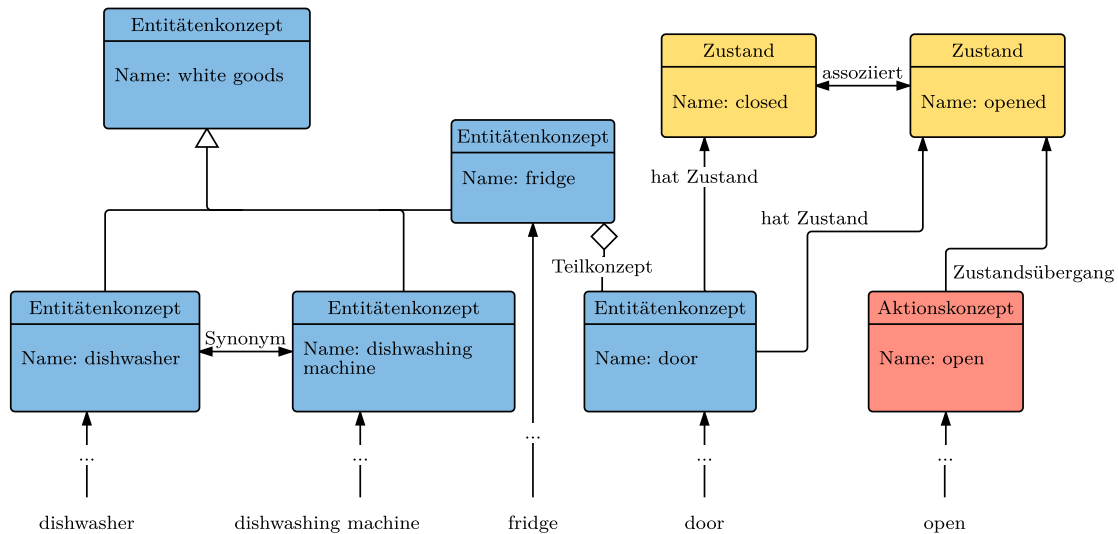 Entitätenkonzept
Name: white goods
Zustand
Name: closed
assoziiert
Zustand
Name: opened
Entitätenkonzept
Name: fridge
hat Zustand
hat Zustand
Teilkonzept
Zustandsübergang
Entitätenkonzept
Name: dishwasher
Synonym
Entitätenkonzept
Name: dishwashing
machine
Entitätenkonzept
Name: door
Aktionskonzept
Name: open
...
...
...
...
...
dishwasher
dishwashing machine
fridge
door
open